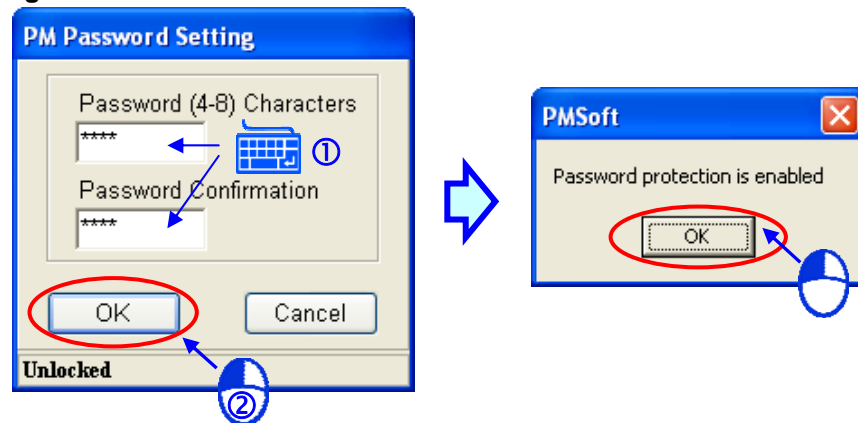 PM Password Setting
Password (4-8) Characters
****
①
Password Confirmation
****
OK
Cancel
Unlocked
②
PMSoft
Password protection is enabled
OK